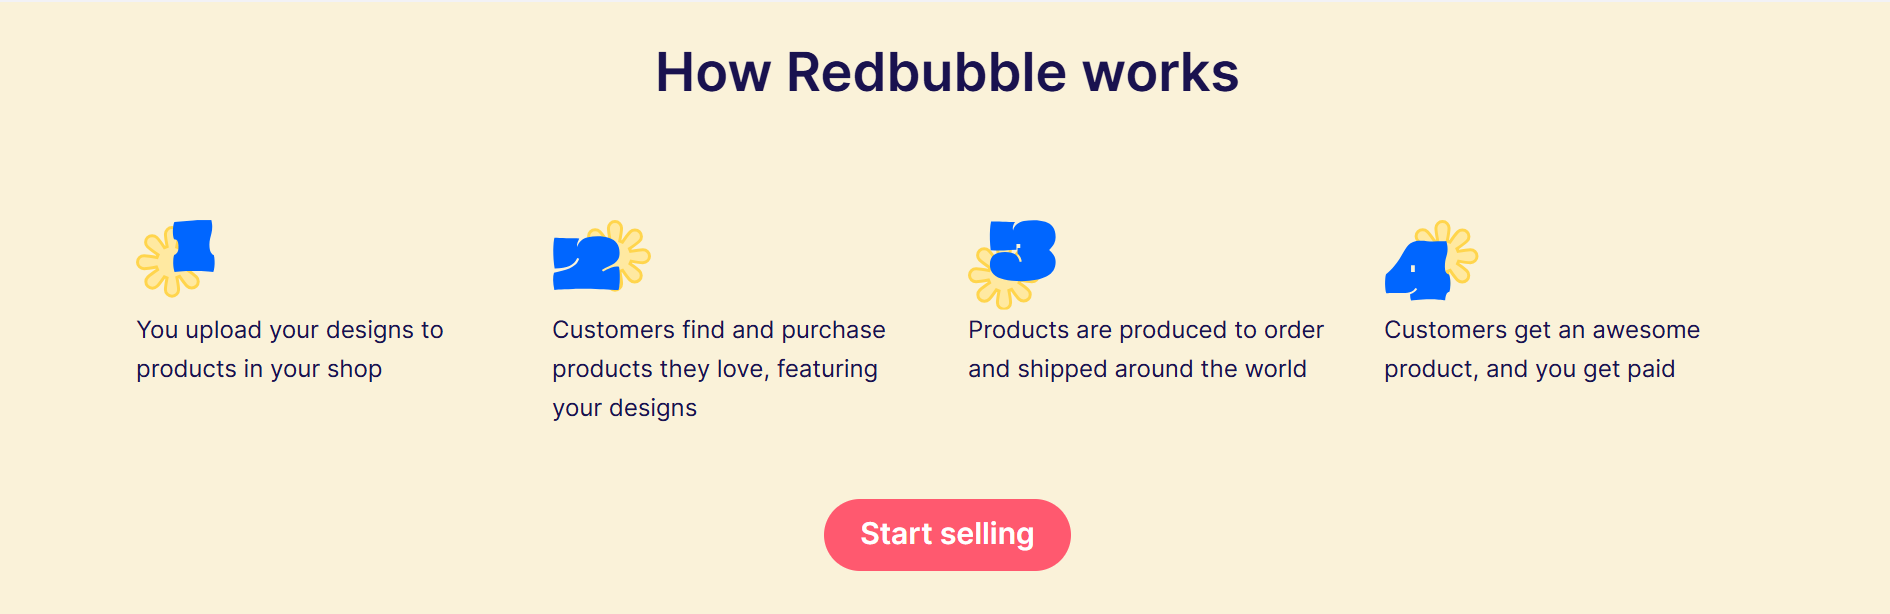 How Redbubble works
1
You upload your designs to
products in your shop
2
Customers find and purchase
products they love, featuring
your designs
3
Products are produced to order
and shipped around the world
4
Customers get an awesome
product, and you get paid
Start selling